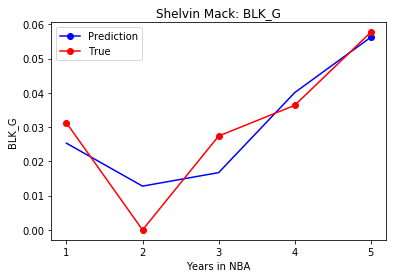 Shelvin Mack: BLK_G
Prediction
True
BLK_G
0.06
0.05
0.04
0.03
0.02
0.01
0.00
1
2
3
4
5
Years in NBA